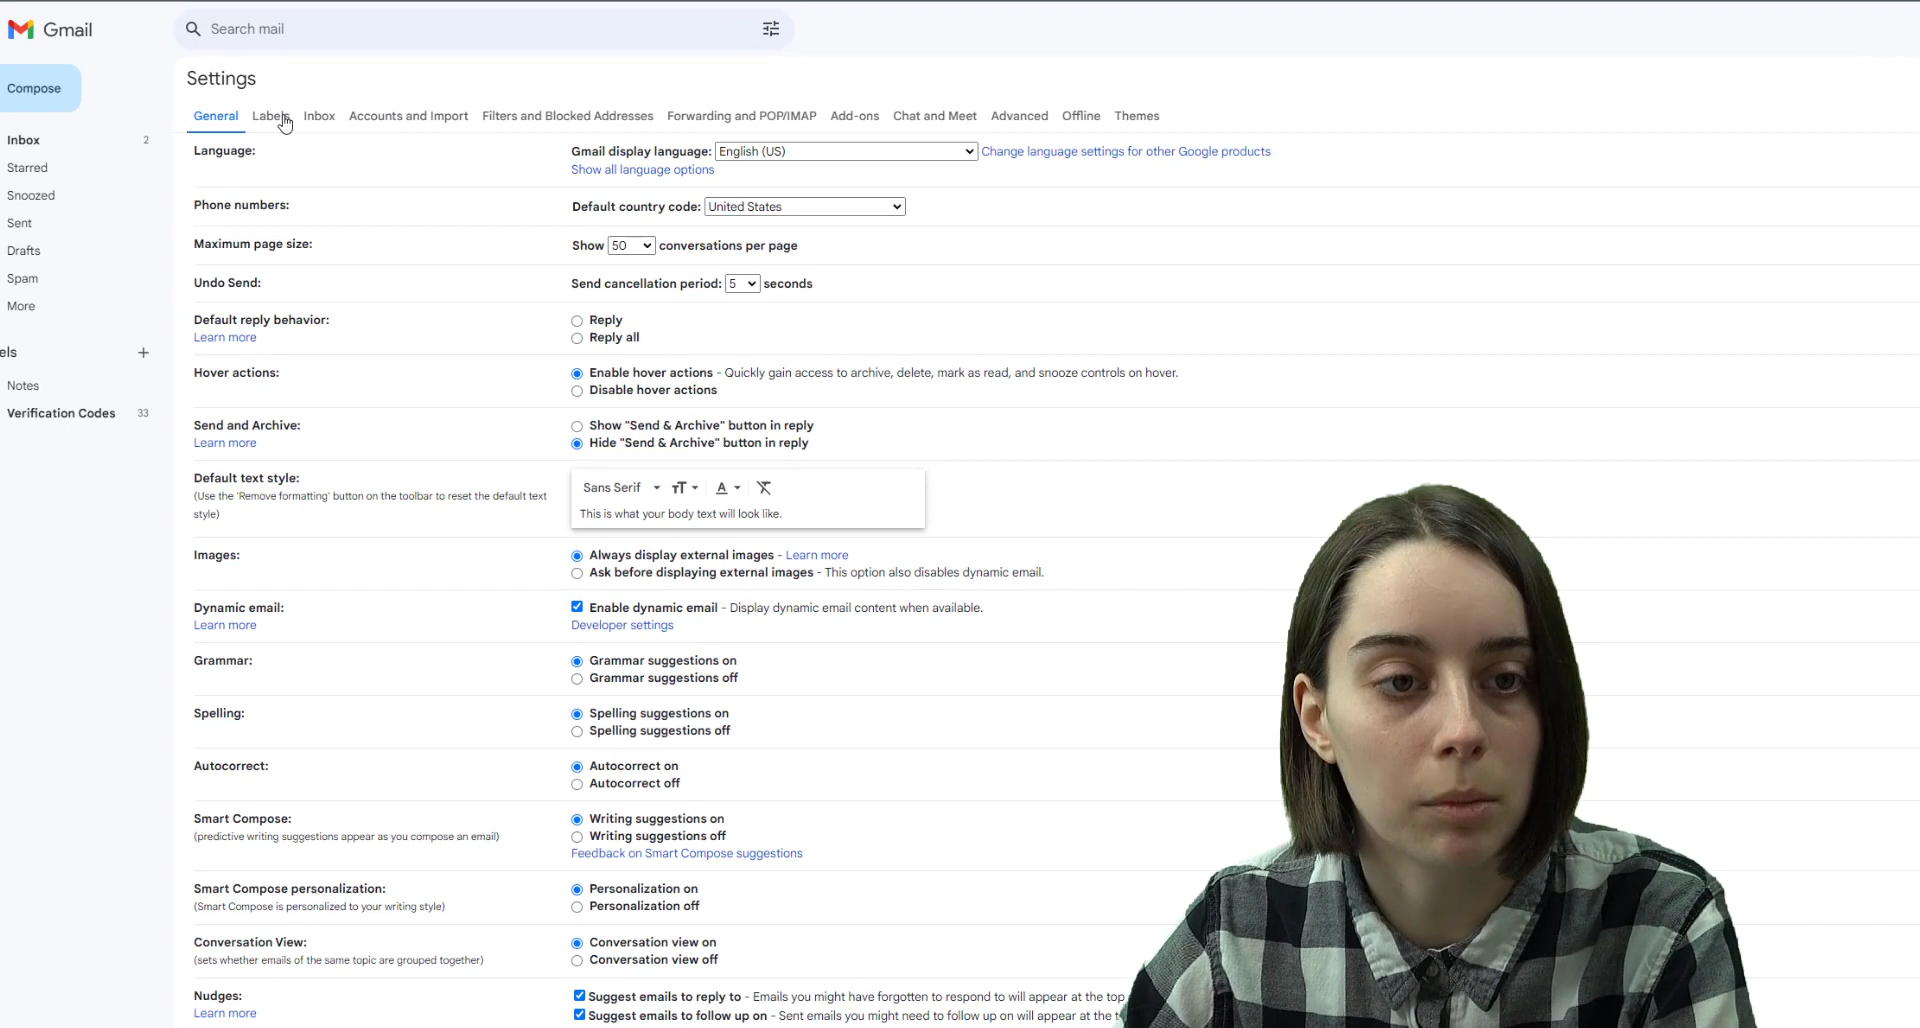 Gmail
Search mail
Compose
Inbox 2
Starred
Snoozed
Sent
Drafts
Spam
More
els +
Notes
Verification Codes 33
Settings
General Labels Inbox Accounts and Import Filters and Blocked Addresses Forwarding and POP/IMAP Add-ons Chat and Meet Advanced Offline Themes
Language: Gmail display language: English (US) Change language settings for other Google products
Show all language options
Phone numbers: Default country code: United States
Maximum page size: Show 50 conversations per page
Undo Send: Send cancellation period: 5 seconds
Default reply behavior: Reply
Learn more Reply all
Hover actions: Enable hover actions - Quickly gain access to archive, delete, mark as read, and snooze controls on hover.
Disable hover actions
Send and Archive: Show "Send & Archive" button in reply
Learn more Hide "Send & Archive" button in reply
Default text style:
(Use the 'Remove formatting' button on the toolbar to reset the default text
style)
Sans Serif
This is what your body text will look like.
Images: Always display external images - Learn more
Ask before displaying external images - This option also disables dynamic email.
Dynamic email: Enable dynamic email - Display dynamic email content when available.
Learn more Developer settings
Grammar: Grammar suggestions on
Grammar suggestions off
Spelling: Spelling suggestions on
Spelling suggestions off
Autocorrect: Autocorrect on
Autocorrect off
Smart Compose: Writing suggestions on
(predictive writing suggestions appear as you compose an email) Writing suggestions off
Feedback on Smart Compose suggestions
Smart Compose personalization: Personalization on
(Smart Compose is personalized to your writing style) Personalization off
Conversation View: Conversation view on
(sets whether emails of the same topic are grouped together) Conversation view off
Nudges: Suggest emails to reply to - Emails you might have forgotten to respond to will appear at the top
Learn more Suggest emails to follow up on - Sent emails you might need to follow up on will appear at the t